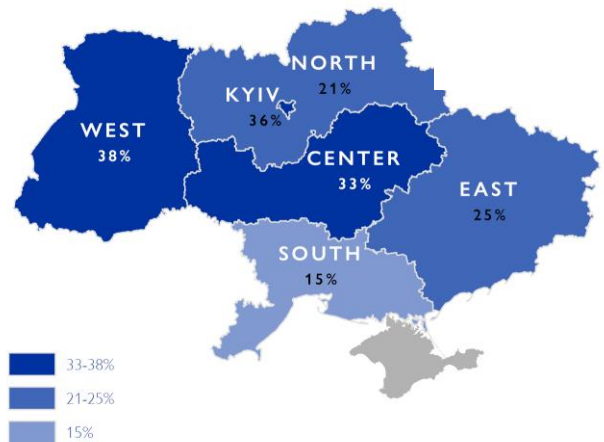 NORTH
21%
KYIV
36%
WEST
38%
CENTER
33%
EAST
25%
SOUTH
15%
33-38%
21-25%
15%